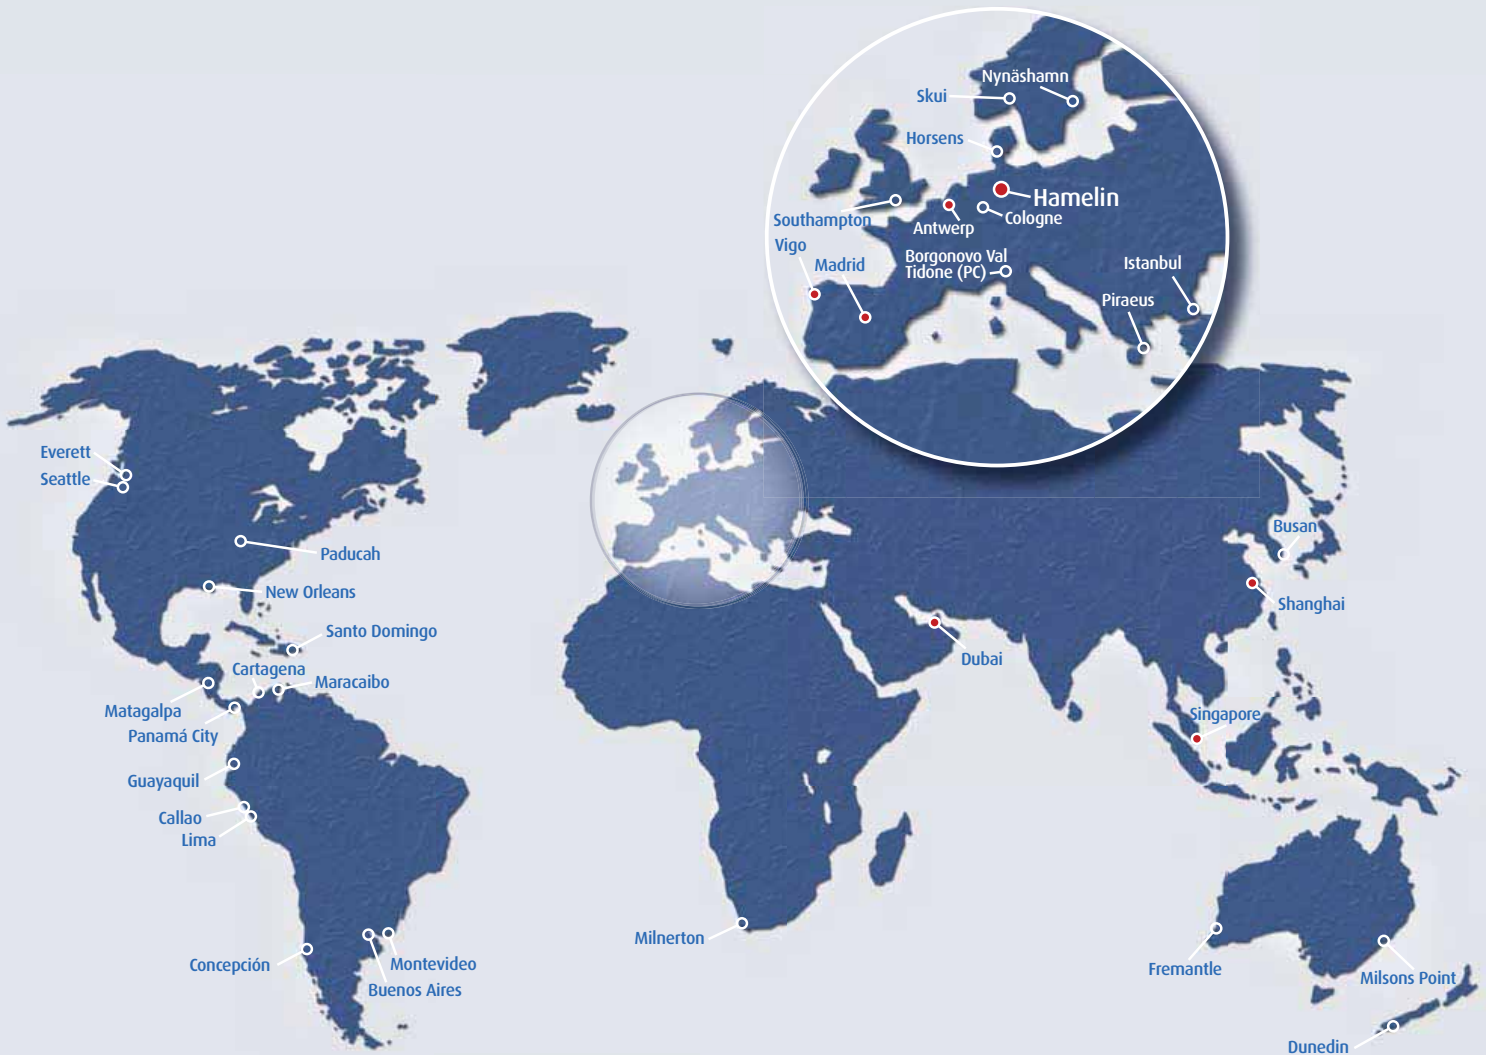 Nynäshamn
Skui
Horsens
Hamelin
Southampton
Cologne
Antwerp
Vigo
Madrid
Borgonovo Val
Tidone (PC)
Istanbul
Piraeus
Everett
Seattle
Paducah
New Orleans
Santo Domingo
Cartagena
Maracaibo
Matagalpa
Panamá City
Guayaquil
Callao
Lima
Concepción
Montevideo
Buenos Aires
Milnerton
Busan
Shanghai
Dubai
Singapore
Fremantle
Milsons Point
Dunedin